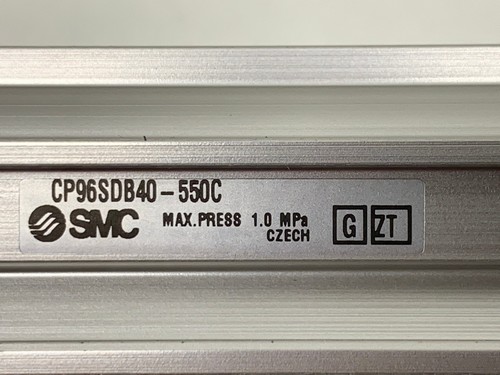 CP96SDB40-550C
SMC MAX.PRESS 1.0 MPa
CZECH
G ZT